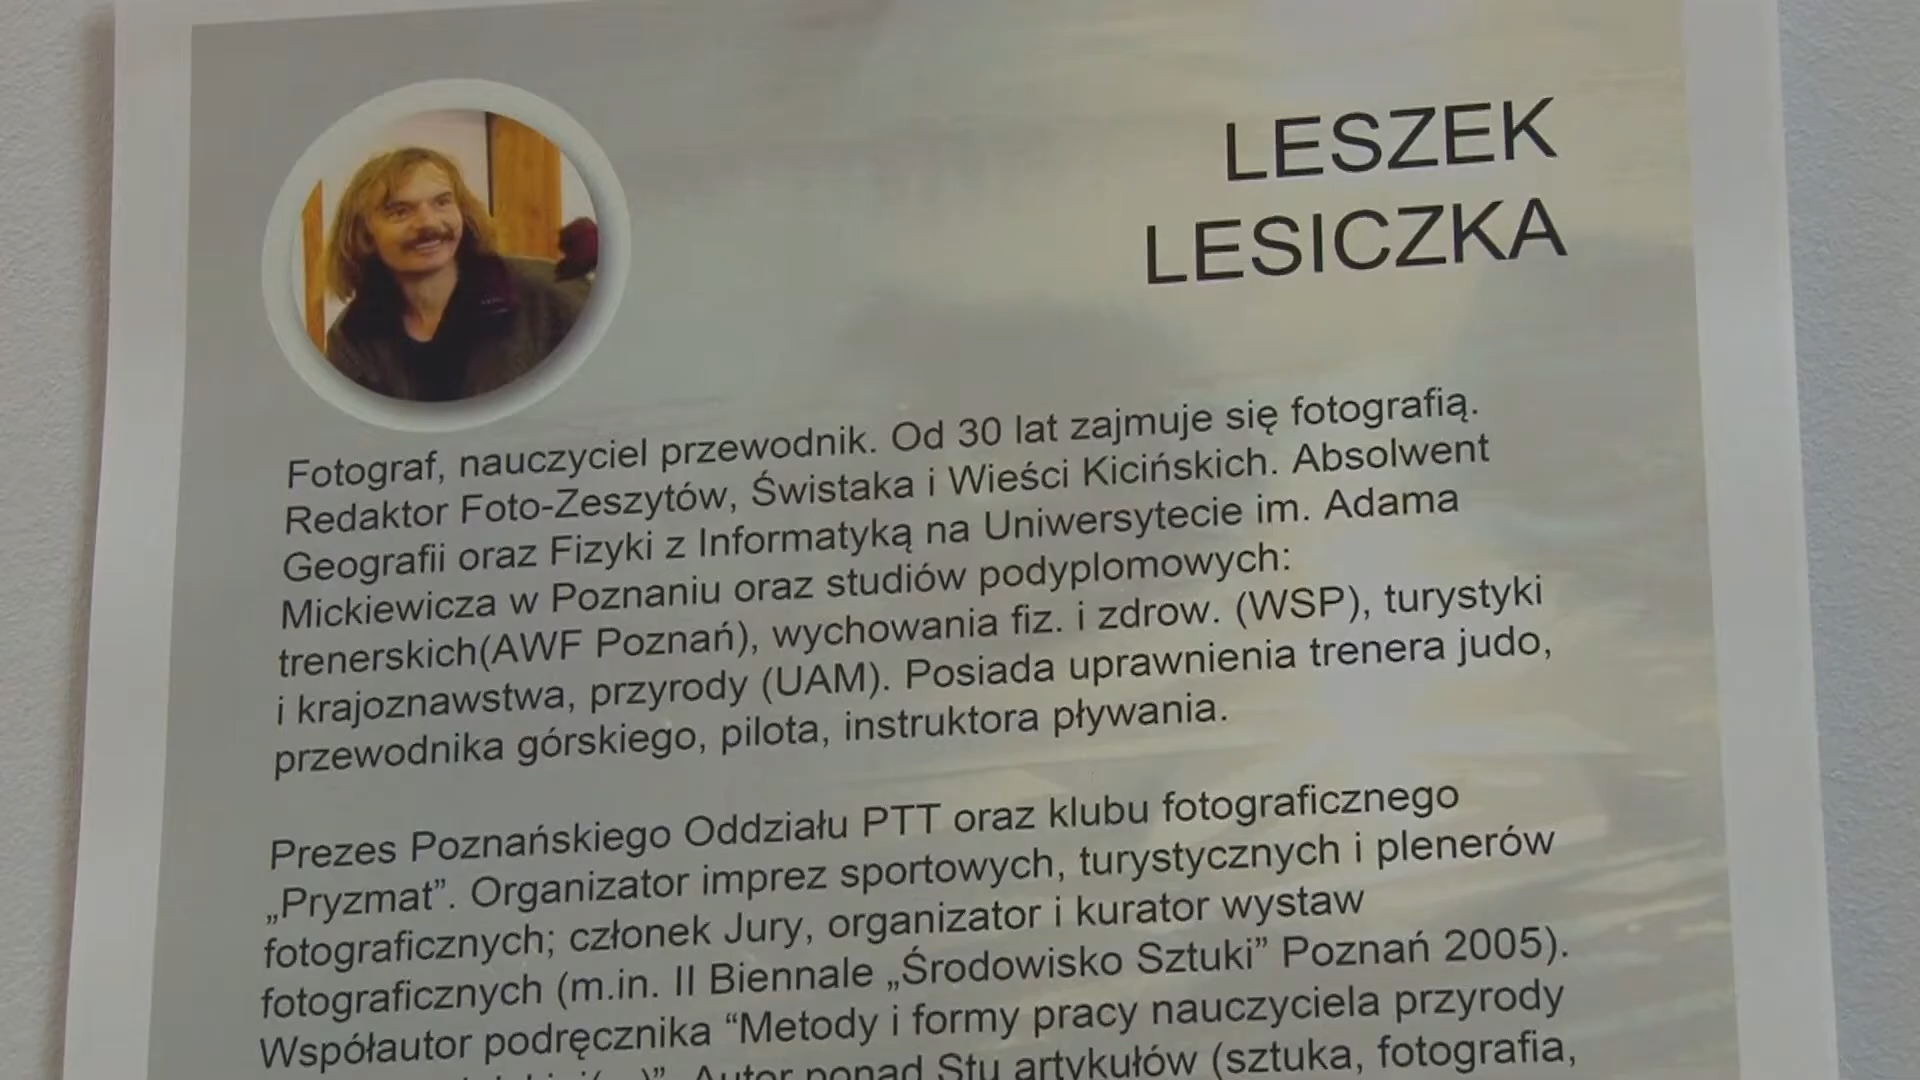 LESZEK
LESICZKA
Fotograf, nauczyciel przewodnik. Od 30 lat zajmuje się fotografią.
Redaktor Foto-Zeszytów, Świstaka i Wieści Kicińskich. Absolwent
Geografii oraz Fizyki z Informatyką na Uniwersytecie im. Adama
Mickiewicza w Poznaniu oraz studiów podyplomowych:
trenerskich(AWF Poznań), wychowania fiz. i zdrow. (WSP), turystyki
i krajoznawstwa, przyrody (UAM). Posiada uprawnienia trenera judo,
przewodnika górskiego, pilota, instruktora pływania.
Prezes Poznańskiego Oddziału PTT oraz klubu fotograficznego
„Pryzmat”. Organizator imprez sportowych, turystycznych i plenerów
fotograficznych; członek Jury, organizator i kurator wystaw
fotograficznych (m.in. II Biennale „Środowisko Sztuki” Poznań 2005).
Współautor podręcznika “Metody i formy pracy nauczyciela przyrody
Autor ponad Stu artykułów (sztuka, fotografia,